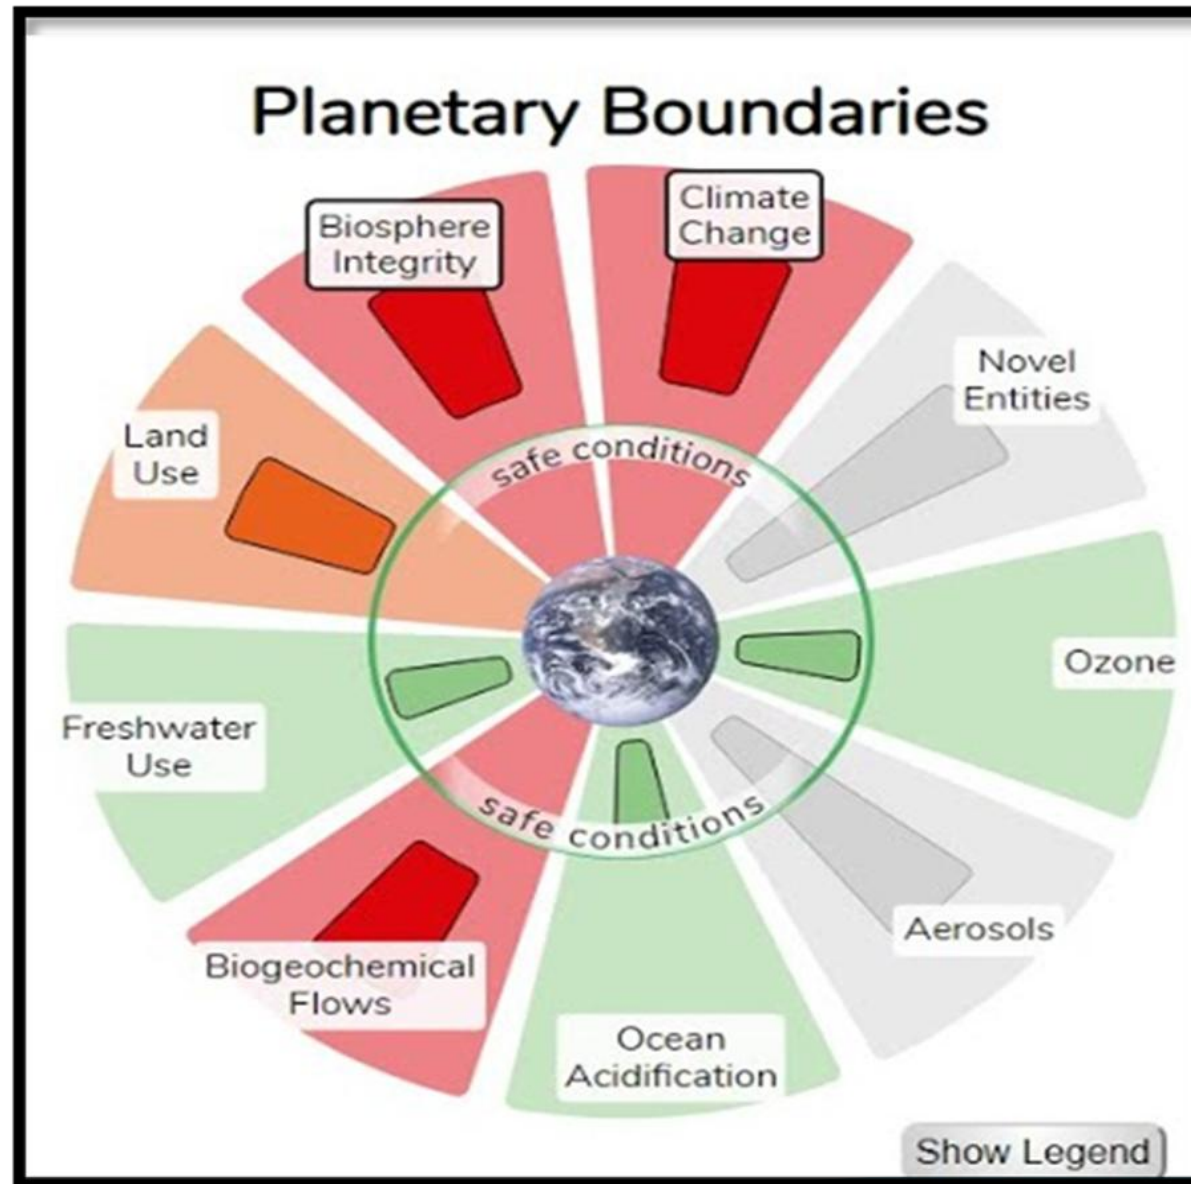 Planetary Boundaries
Biosphere
Integrity
Climate
Change
Novel
Entities
Land
Use
safe conditions
Ozone
Freshwater
Use
safe conditions
Aerosols
Biogeochemical
Flows
Ocean
Acidification
Show Legend